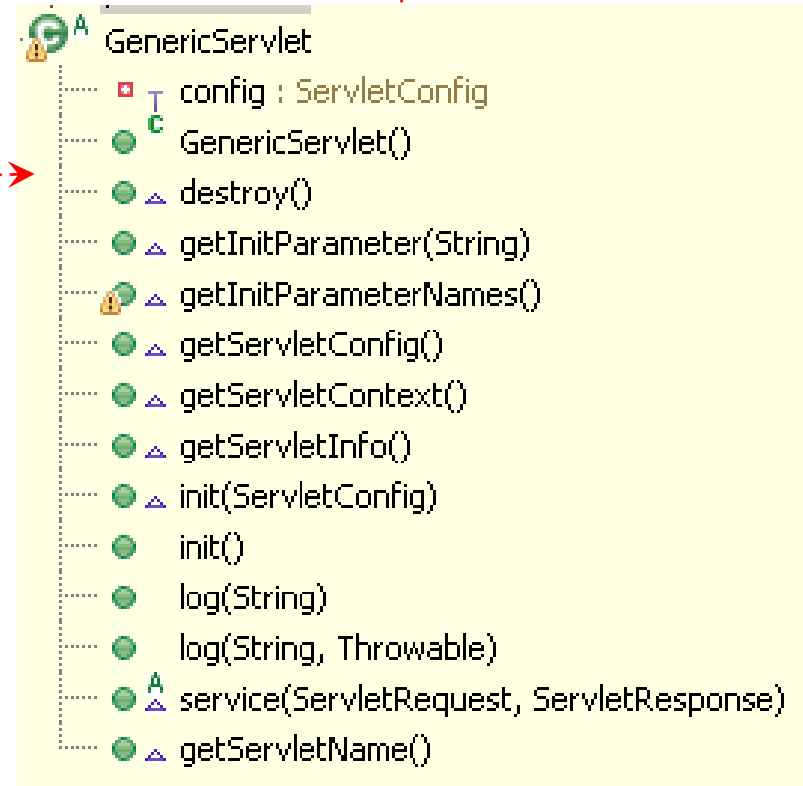 A
GenericServlet
T config : ServletConfig
C GenericServlet()
destroy()
getInitParameter(String)
getInitParameterNames()
getServletConfig()
getServletContext()
getServletInfo()
init(ServletConfig)
init()
log(String)
log(String, Throwable)
A service(ServletRequest, ServletResponse)
getServletName()